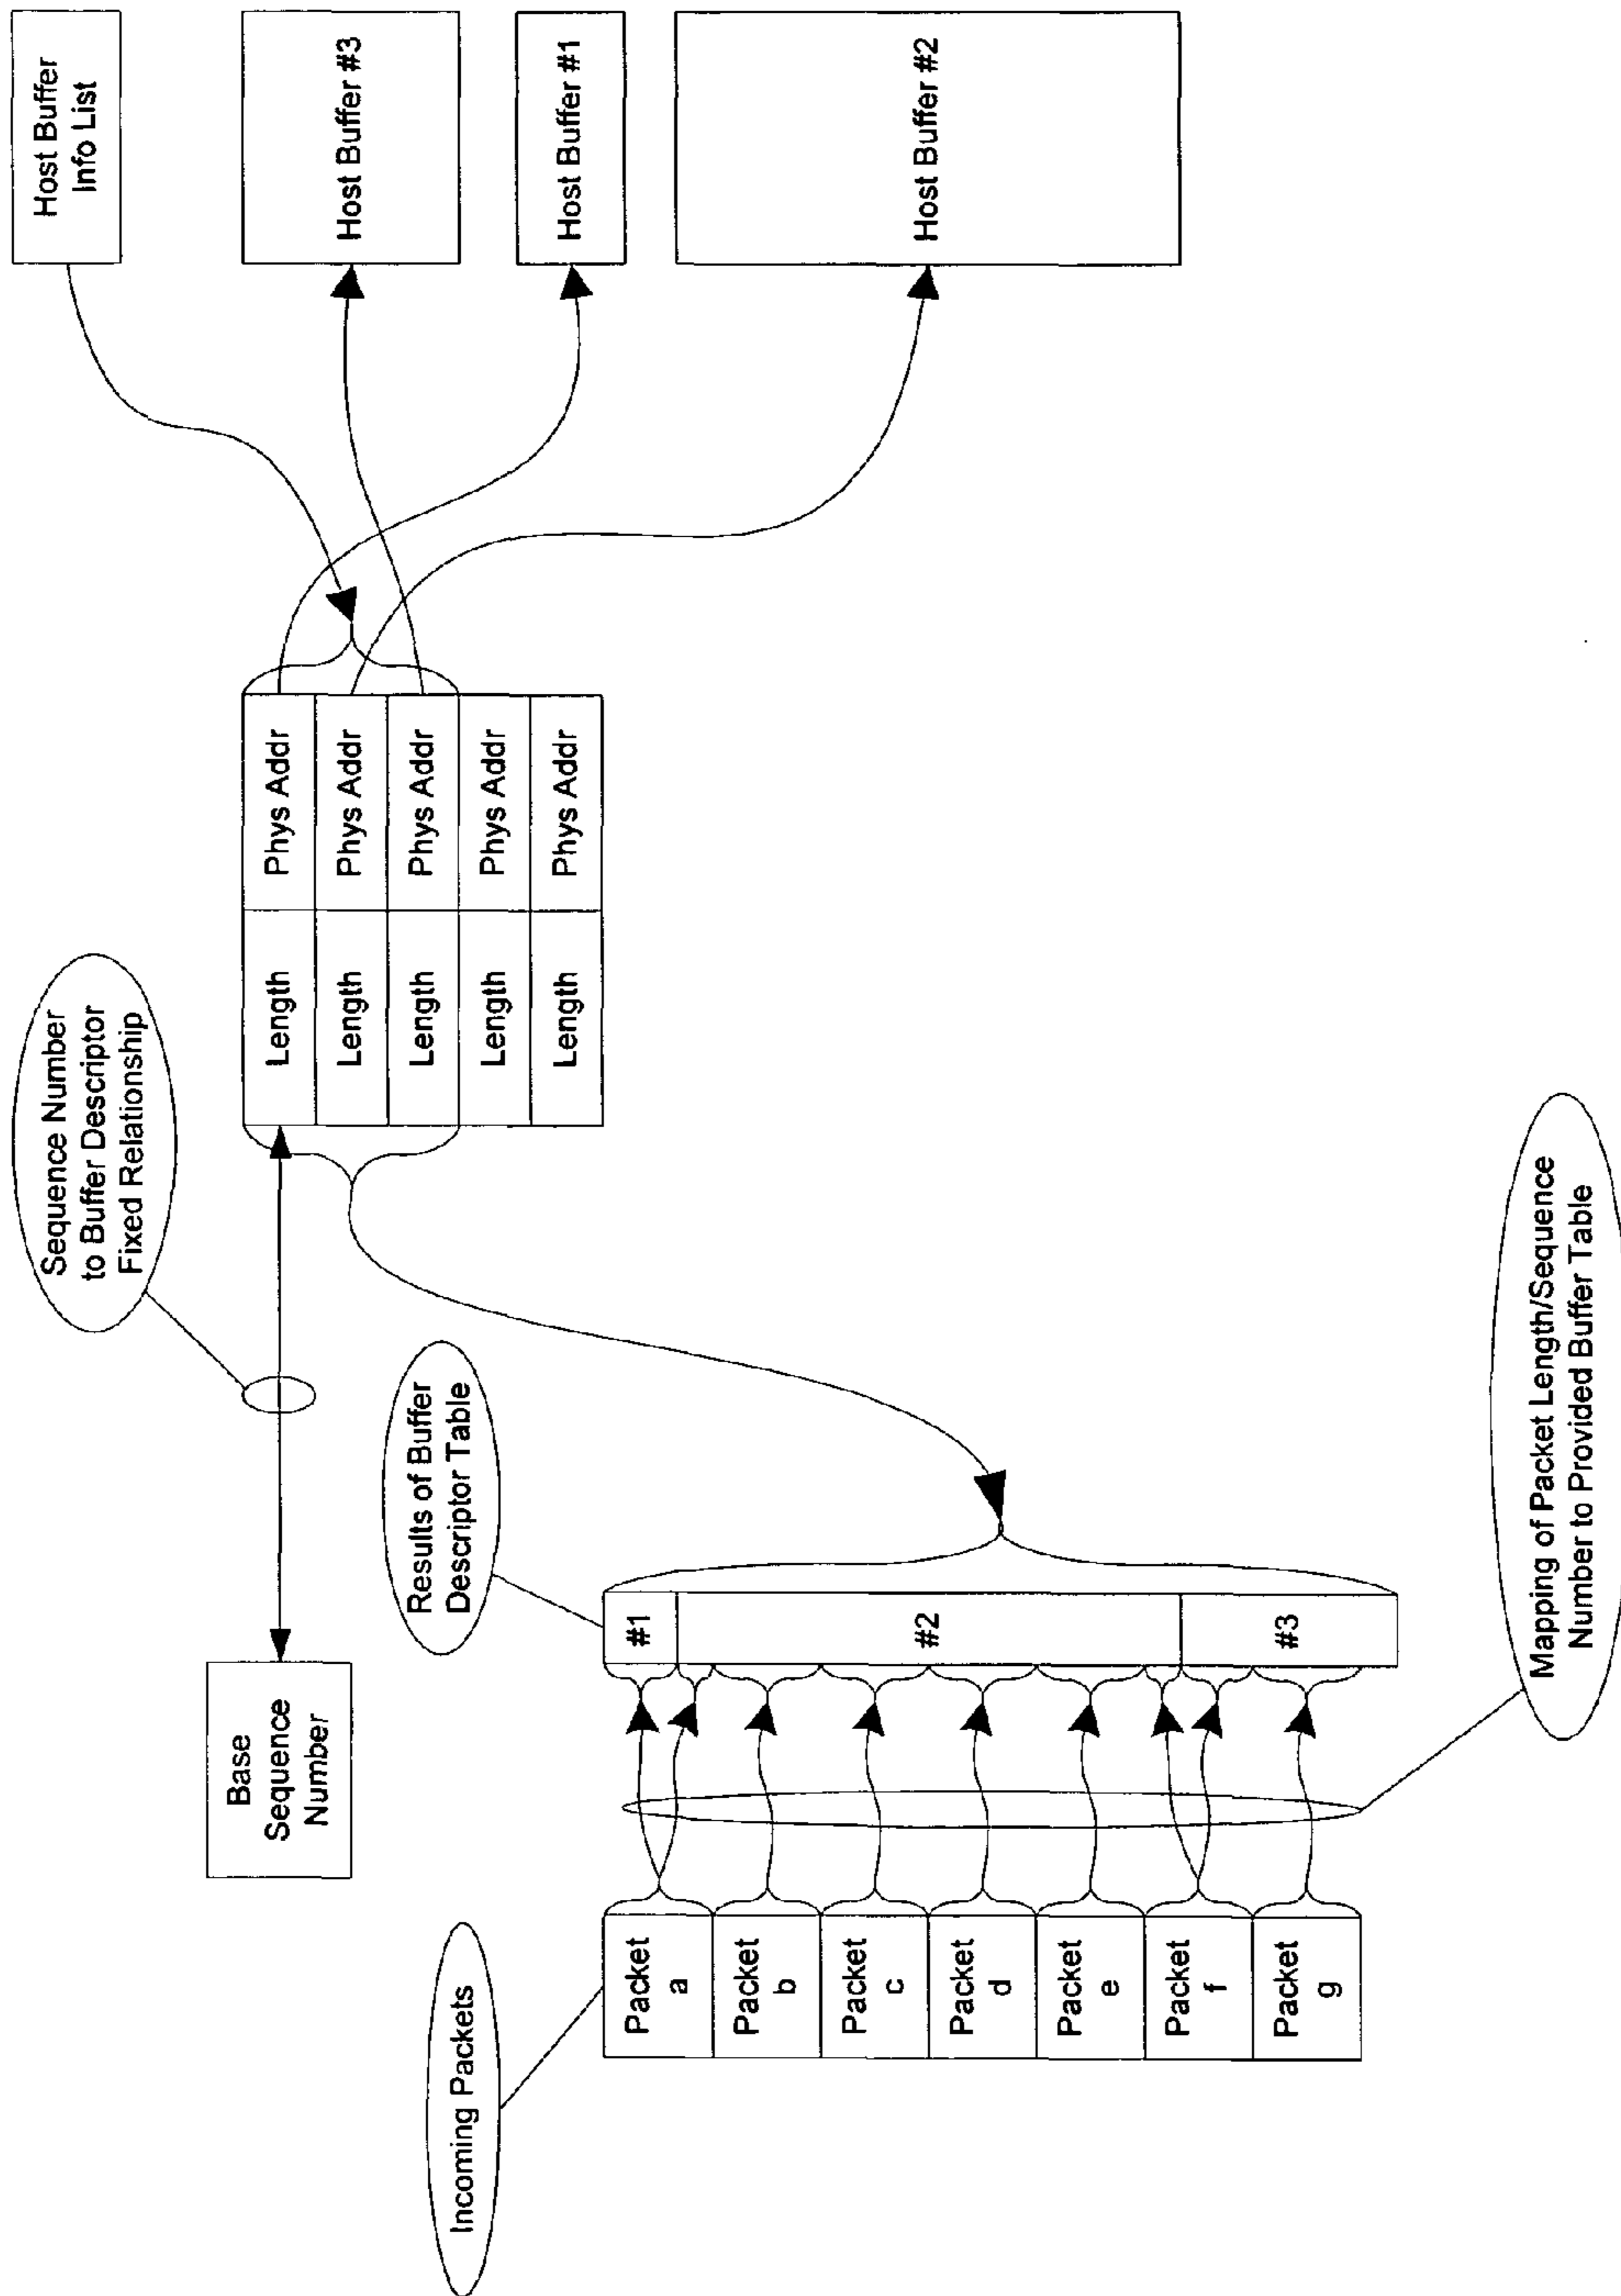 Sequence Number
to Buffer Descriptor
Fixed Relationship
Host Buffer
Info List
Base
Sequence
Number
Length
Phys Addr
Length
Phys Addr
Length
Phys Addr
Length
Phys Addr
Length
Phys Addr
Host Buffer #3
Host Buffer #1
Host Buffer #2
Incoming Packets
Results of Buffer
Descriptor Table
Packet
a
Packet
b
Packet
c
Packet
d
Packet
e
Packet
f
Packet
g
#1
#2
#3
Mapping of Packet Length/Sequence
Number to Provided Buffer Table